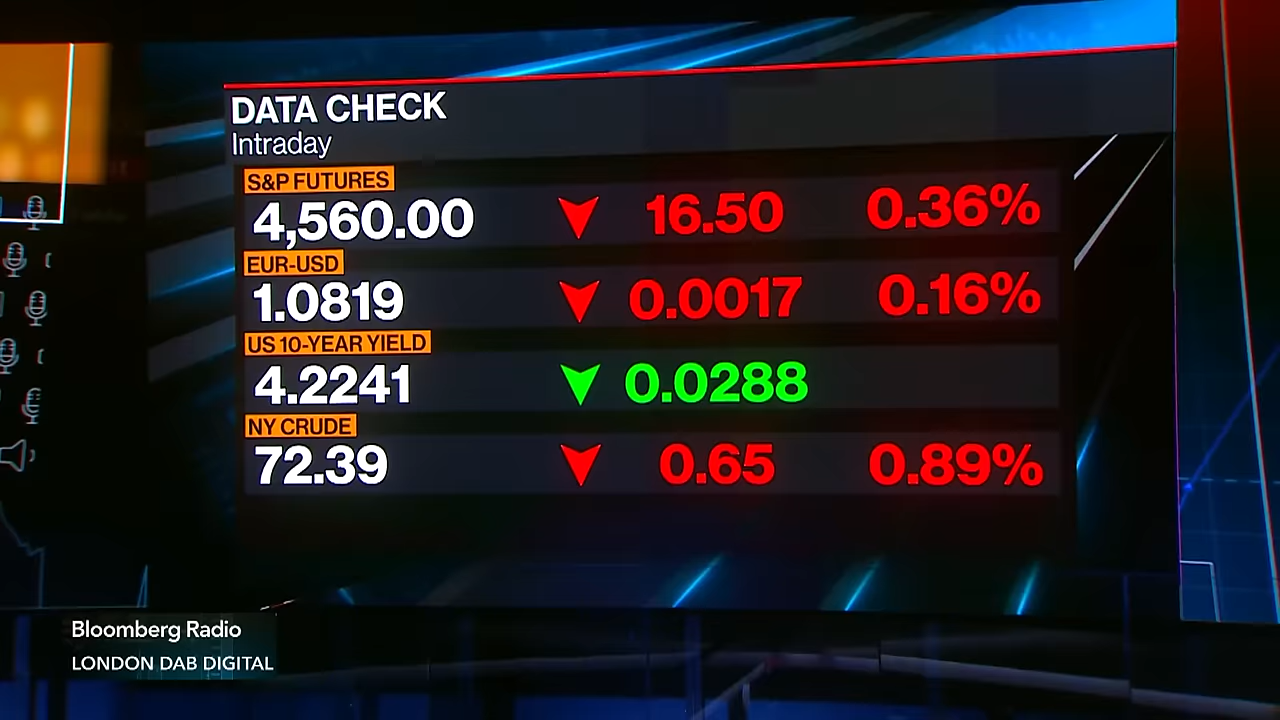 DATA CHECK
Intraday
S&P FUTURES
4,560.00 16.50 0.36%
EUR-USD
1.0819 0.0017 0.16%
US 10-YEAR YIELD
4.2241 0.0288
NY CRUDE
72.39 0.65 0.89%
Bloomberg Radio
LONDON DAB DIGITAL